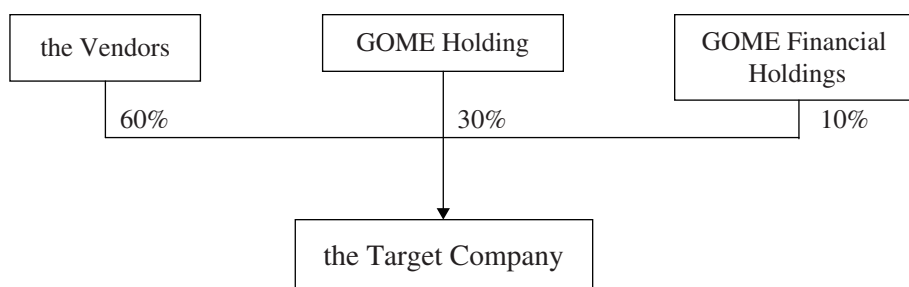 the Vendors
GOME Holding
GOME Financial
Holdings
60%
30%
10%
the Target Company